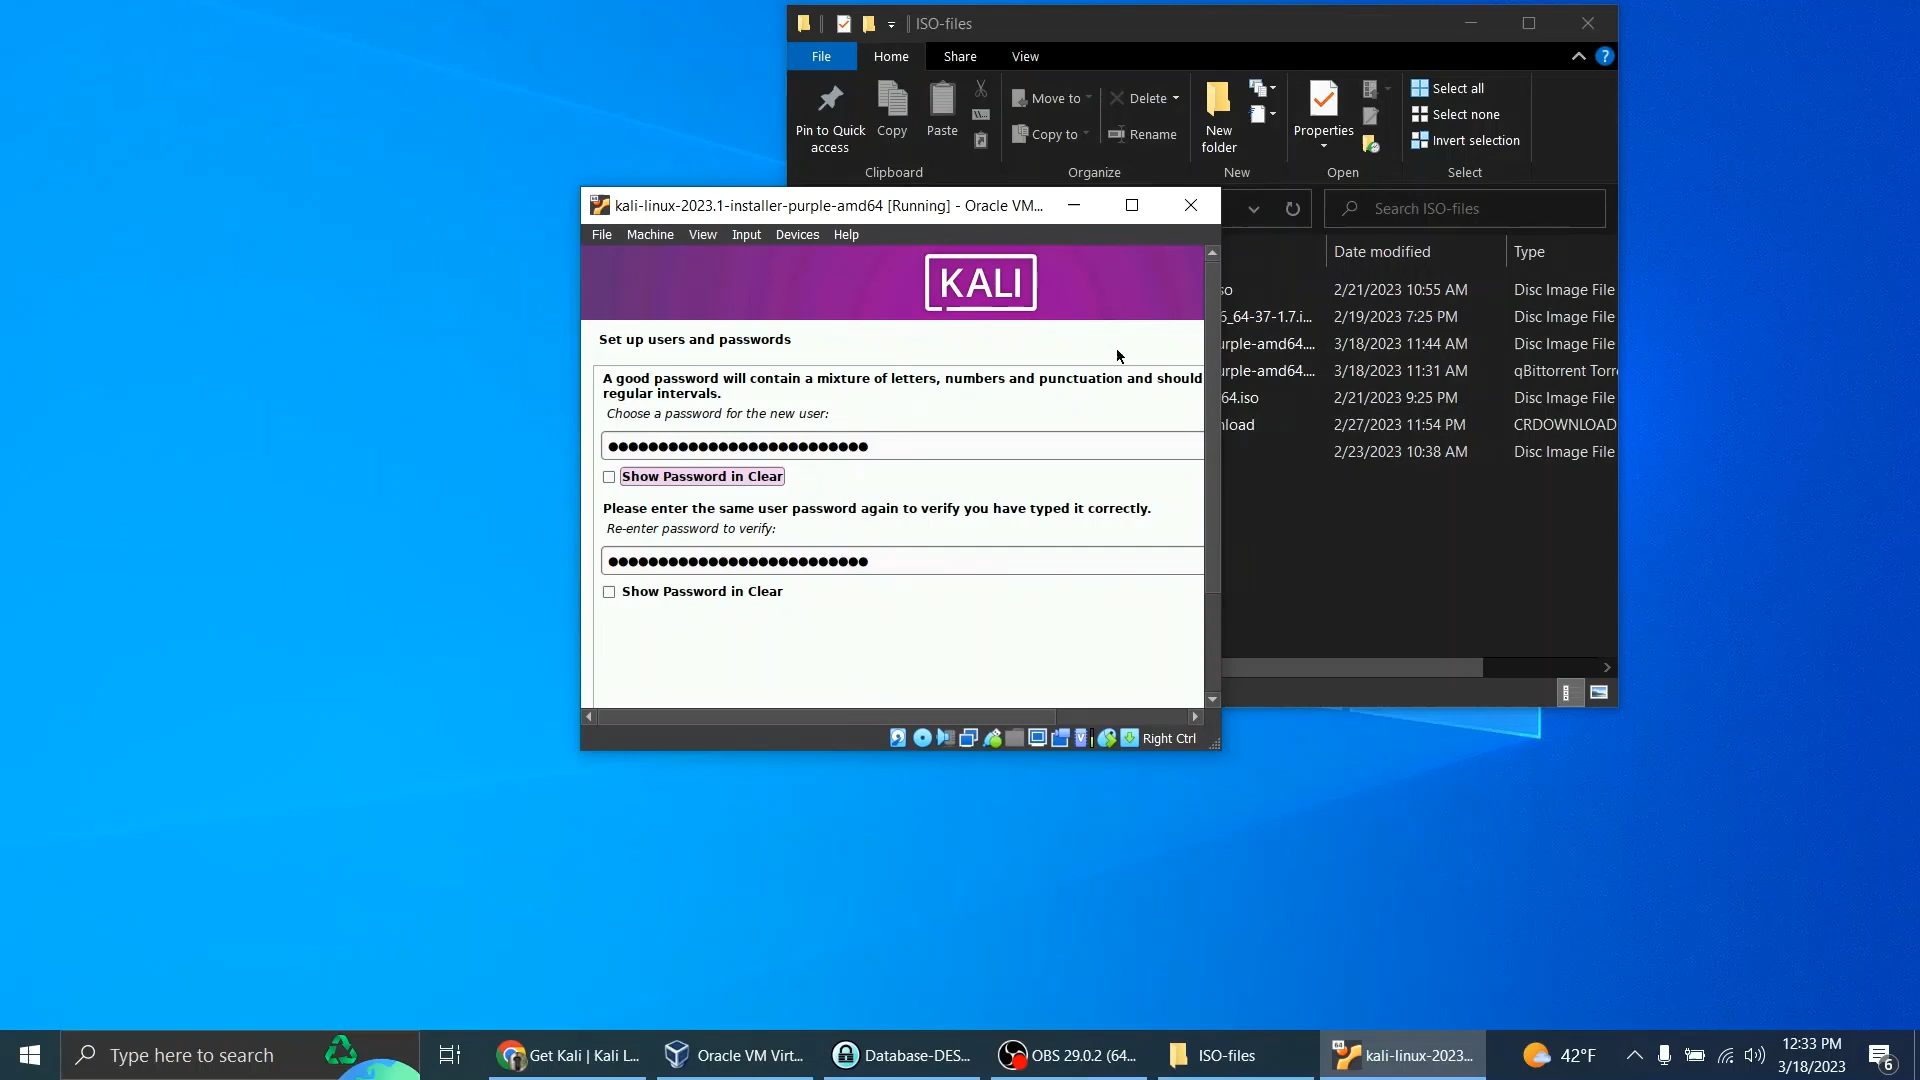 ISO-files
File
Home
Share
View
Pin to Quick
access
Copy
Paste
Move to
Copy to
Delete
Rename
New
folder
Properties
Select all
Select none
Invert selection
Clipboard
Organize
New
Open
Select
Search ISO-files
Date modified
Type
so
2/21/2023 10:55 AM
Disc Image File
6_64-37-1.7.i...
2/19/2023 7:25 PM
Disc Image File
urple-amd64....
3/18/2023 11:44 AM
Disc Image File
urple-amd64....
3/18/2023 11:31 AM
qBittorrent Torre
64.iso
2/21/2023 9:25 PM
Disc Image File
nload
2/27/2023 11:54 PM
CRDOWNLOAD
2/23/2023 10:38 AM
Disc Image File
kali-linux-2023.1-installer-purple-amd64 [Running] - Oracle VM...
File
Machine
View
Input
Devices
Help
KALI
Set up users and passwords
A good password will contain a mixture of letters, numbers and punctuation and should
regular intervals.
Choose a password for the new user:
●●●●●●●●●●●●●●●●●●●●●●●●●●
Show Password in Clear
Please enter the same user password again to verify you have typed it correctly.
Re-enter password to verify:
●●●●●●●●●●●●●●●●●●●●●●●●●●
Show Password in Clear
Right Ctrl
Type here to search
Get Kali | Kali L...
Oracle VM Virt...
Database-DES...
OBS 29.0.2 (64...
ISO-files
kali-linux-2023...
42°F
12:33 PM
3/18/2023
6